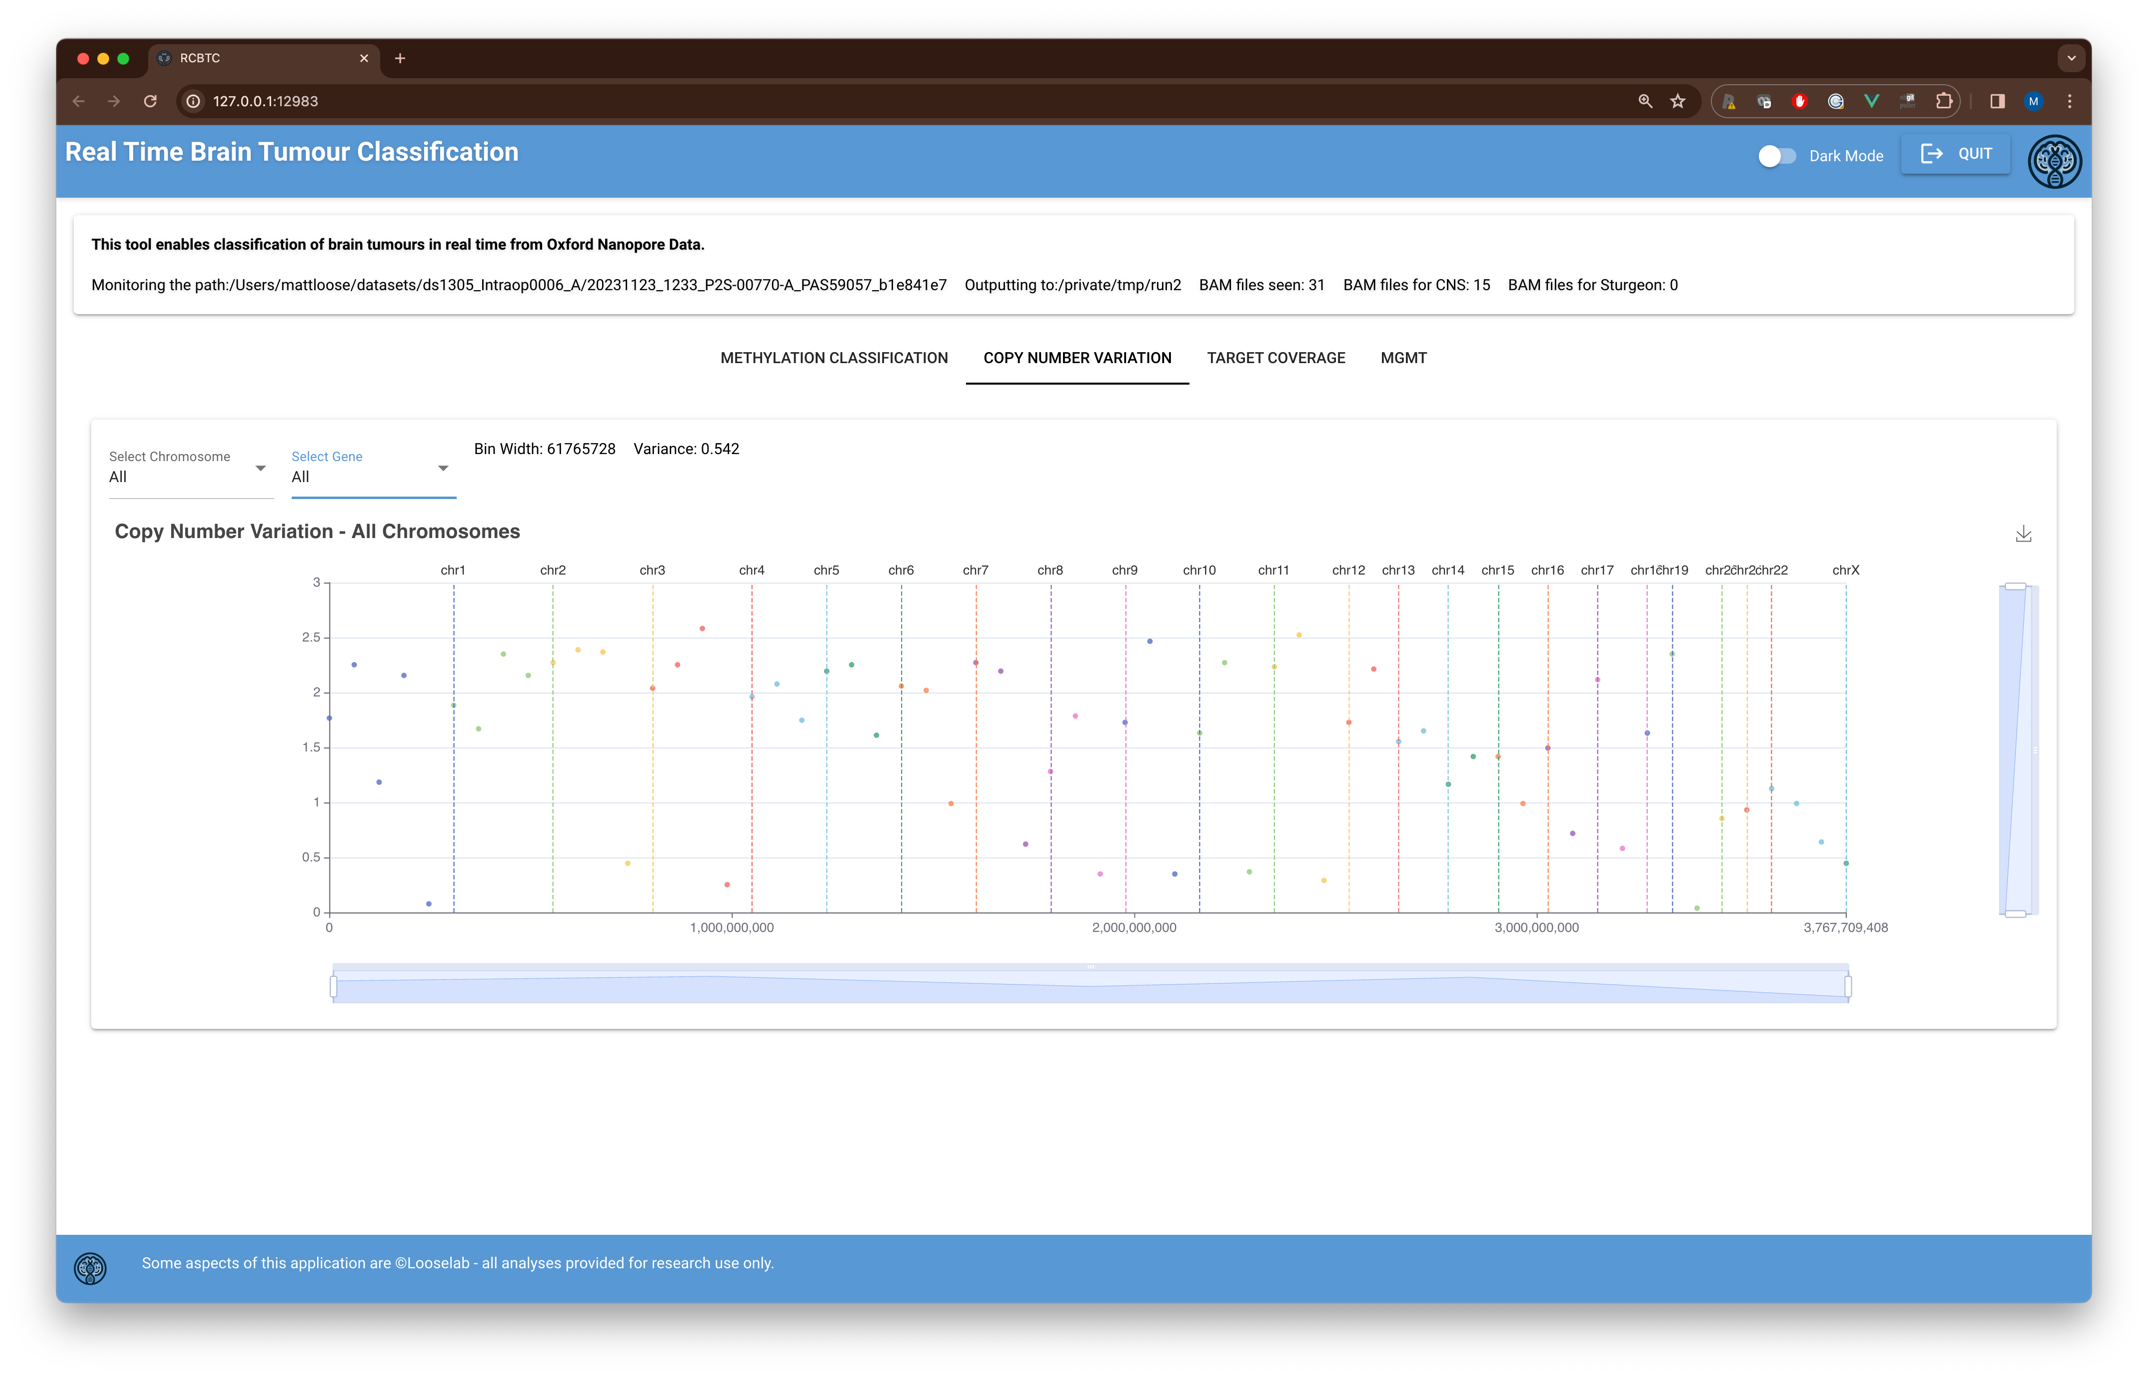 RCBTC
127.0.0.1:12983
M
Real Time Brain Tumour Classification
Dark Mode
QUIT
This tool enables classification of brain tumours in real time from Oxford Nanopore Data.
Monitoring the path:/Users/mattloose/datasets/ds1305_Intraop0006_A/20231123_1233_P2S-00770-A_PAS59057_b1e841e7 Outputting to:/private/tmp/run2 BAM files seen: 31 BAM files for CNS: 15 BAM files for Sturgeon: 0
METHYLATION CLASSIFICATION COPY NUMBER VARIATION TARGET COVERAGE MGMT
Select Chromosome
All
Select Gene
All
Bin Width: 61765728 Variance: 0.542
Copy Number Variation - All Chromosomes
chr1 chr2 chr3 chr4 chr5 chr6 chr7 chr8 chr9 chr10 chr11 chr12 chr13 chr14 chr15 chr16 chr17 chr19 chr22 chrX
3
2.5
2
1.5
1
0.5
0
0 1,000,000,000 2,000,000,000 3,000,000,000 3,767,709,408
Some aspects of this application are ©Looselab - all analyses provided for research use only.